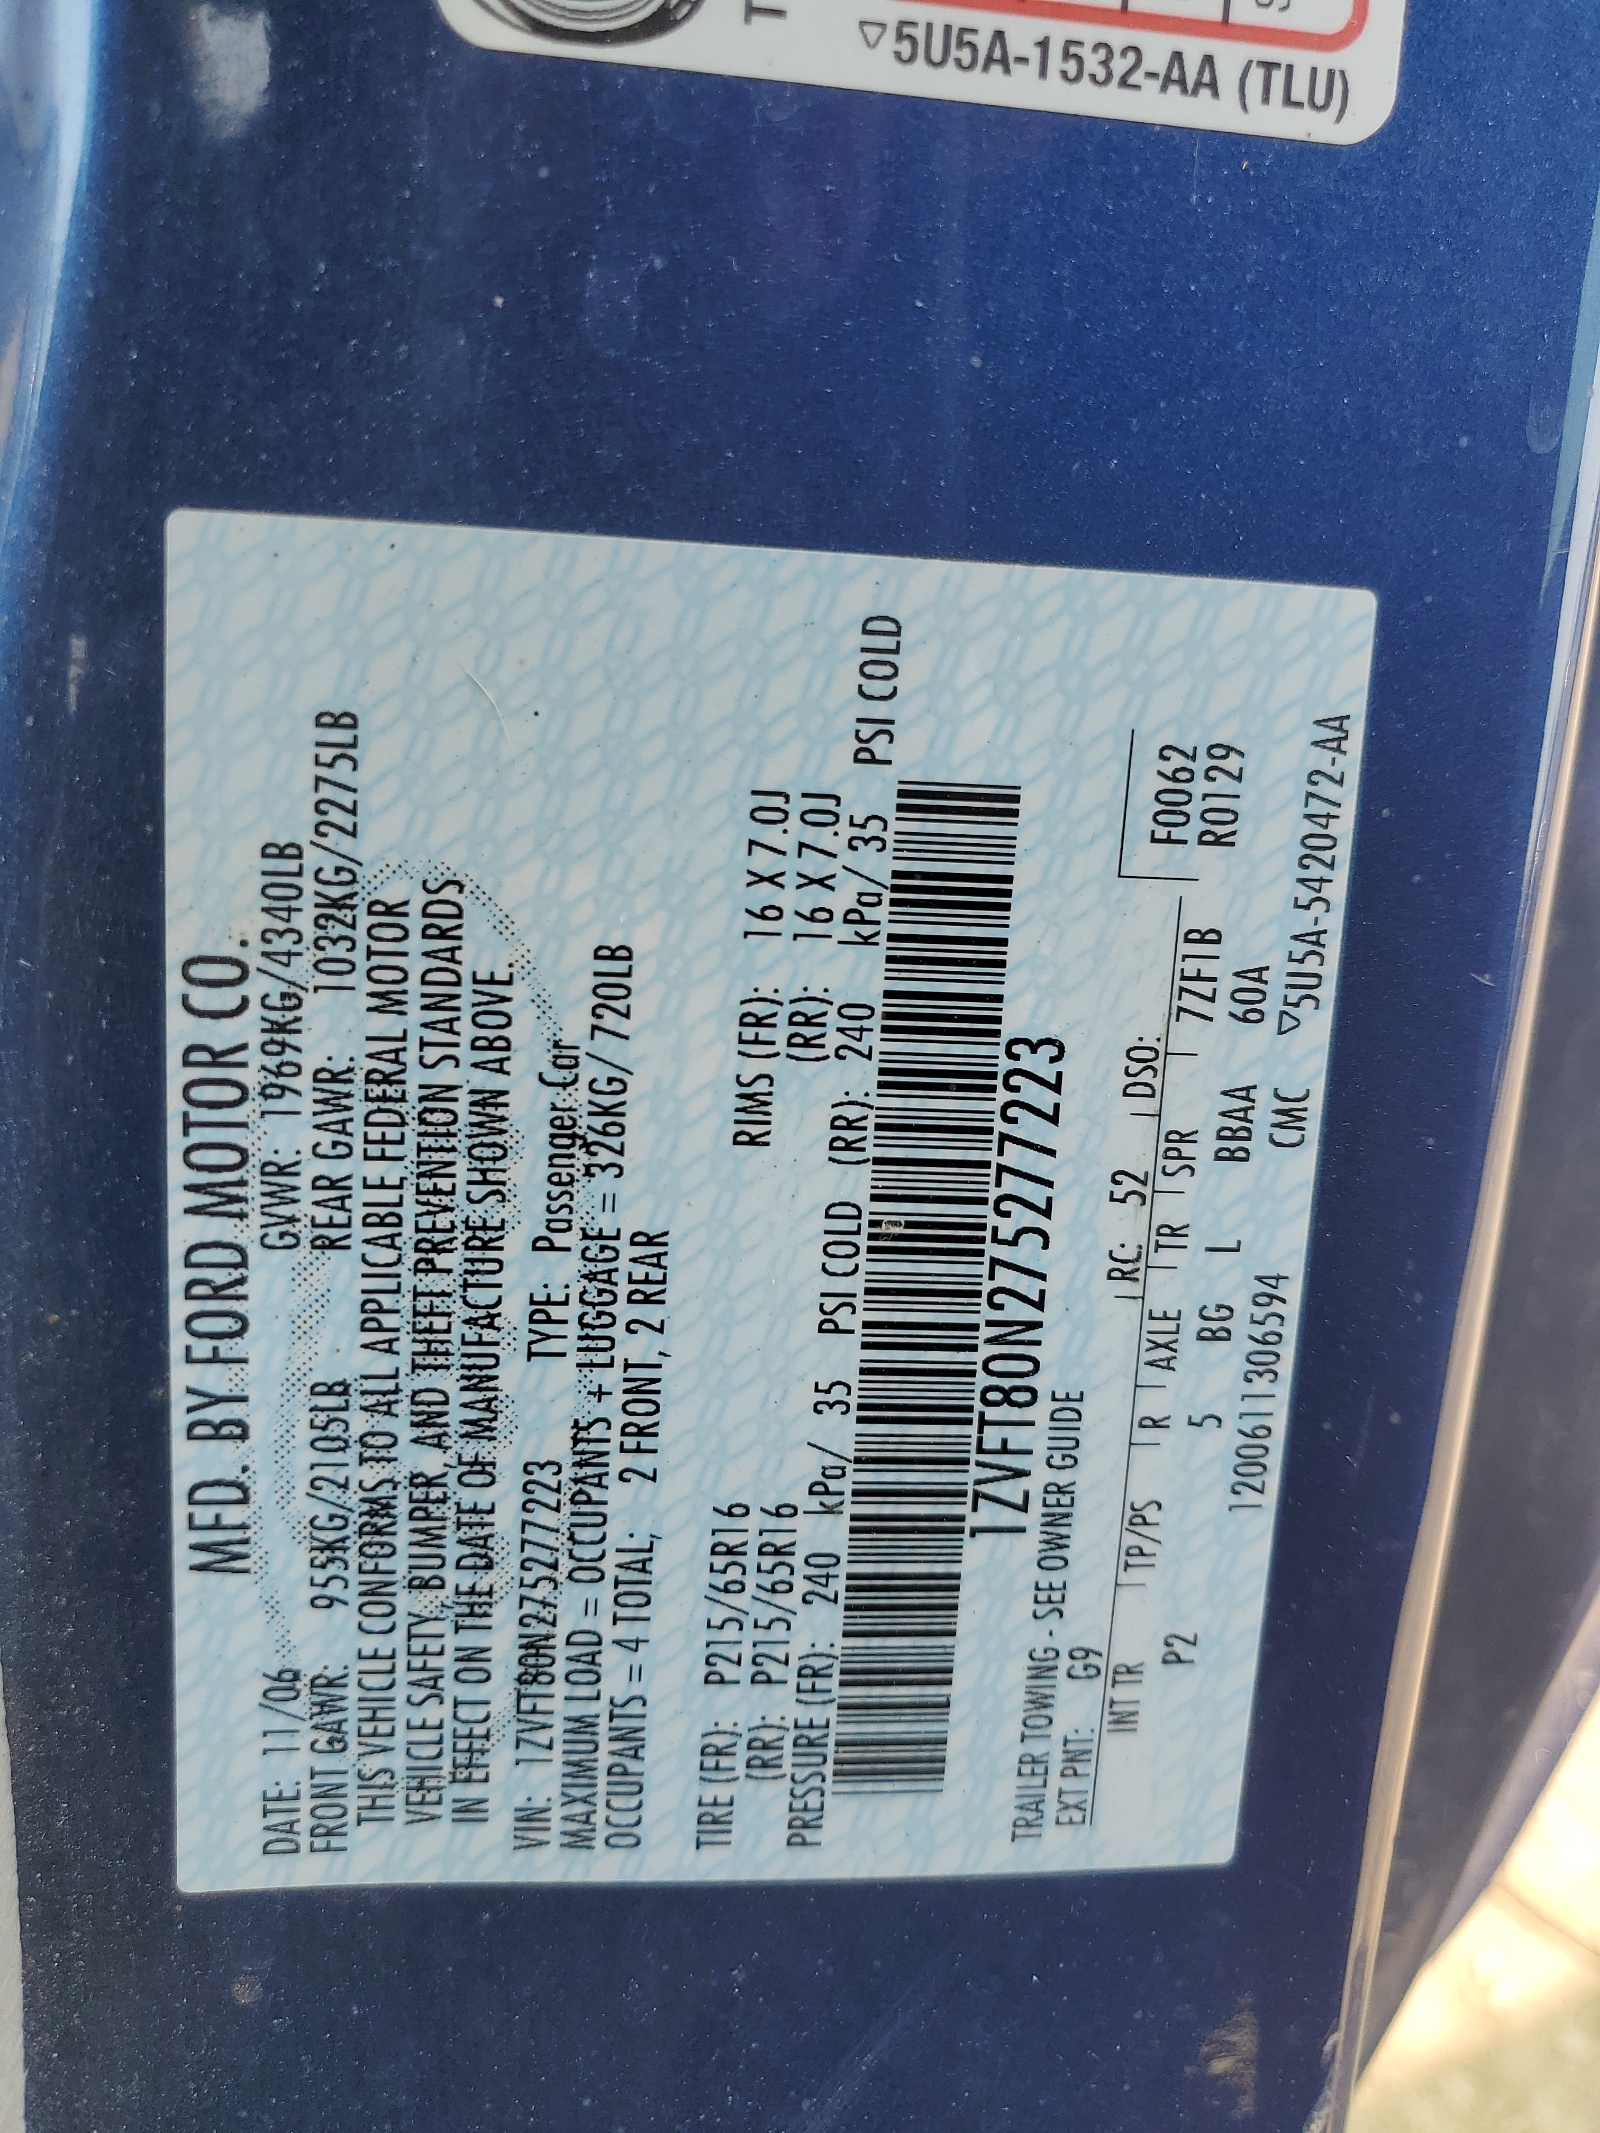 MFD. BY FORD MOTOR CO.
DATE: 11/06 GVWR: 1969KG/4340LB
FRONT GAWR: 955KG/2105LB REAR GAWR: 1032KG/2275LB
THIS VEHICLE CONFORMS TO ALL APPLICABLE FEDERAL MOTOR
VEHICLE SAFETY, BUMPER, AND THEFT PREVENTION STANDARDS
IN EFFECT ON THE DATE OF MANUFACTURE SHOWN ABOVE.
VIN: 1ZVFT80N275277223 TYPE: Passenger Car
MAXIMUM LOAD = OCCUPANTS + LUGGAGE = 326KG/720LB
OCCUPANTS = 4 TOTAL; 2 FRONT, 2 REAR
TIRE (FR): P215/65R16 RIMS (FR): 16 X 7.0J
(RR): P215/65R16 (RR): 16 X 7.0J
PRESSURE (FR): 240 kPa/ 35 PSI COLD (RR): 240 kPa/ 35 PSI COLD
1ZVFT80N275277223
TRAILER TOWING - SEE OWNER GUIDE
EXT PNT: G9 RC: 52 DSO:
INT TR TP/PS R AXLE TR SPR 7ZF1B F0062
P2 5 BG L BBAA 60A R0129
1200611306594 CMC ▽5U5A-5420472-AA
▽5U5A-1532-AA (TLU)